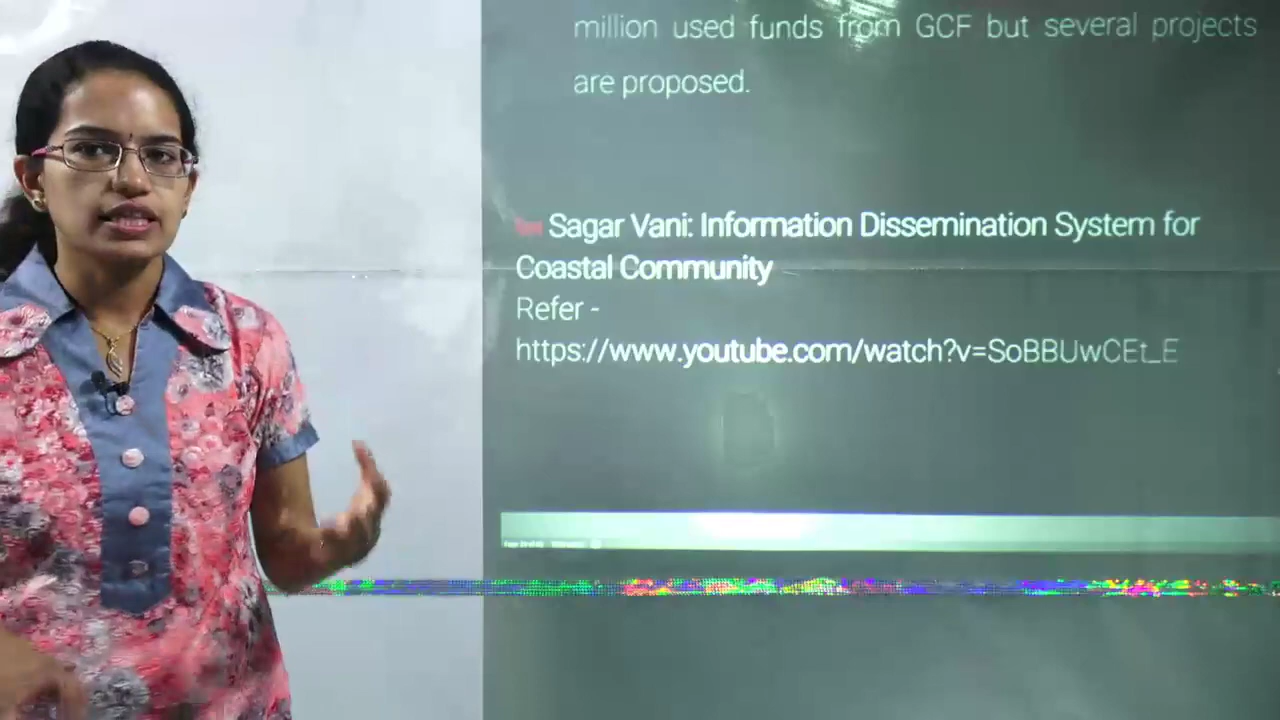 million used funds from GCF but several projects
are proposed.
Sagar Vani: Information Dissemination System for
Coastal Community
Refer -
https://www.youtube.com/watch?v=SoBBUwCEt_E